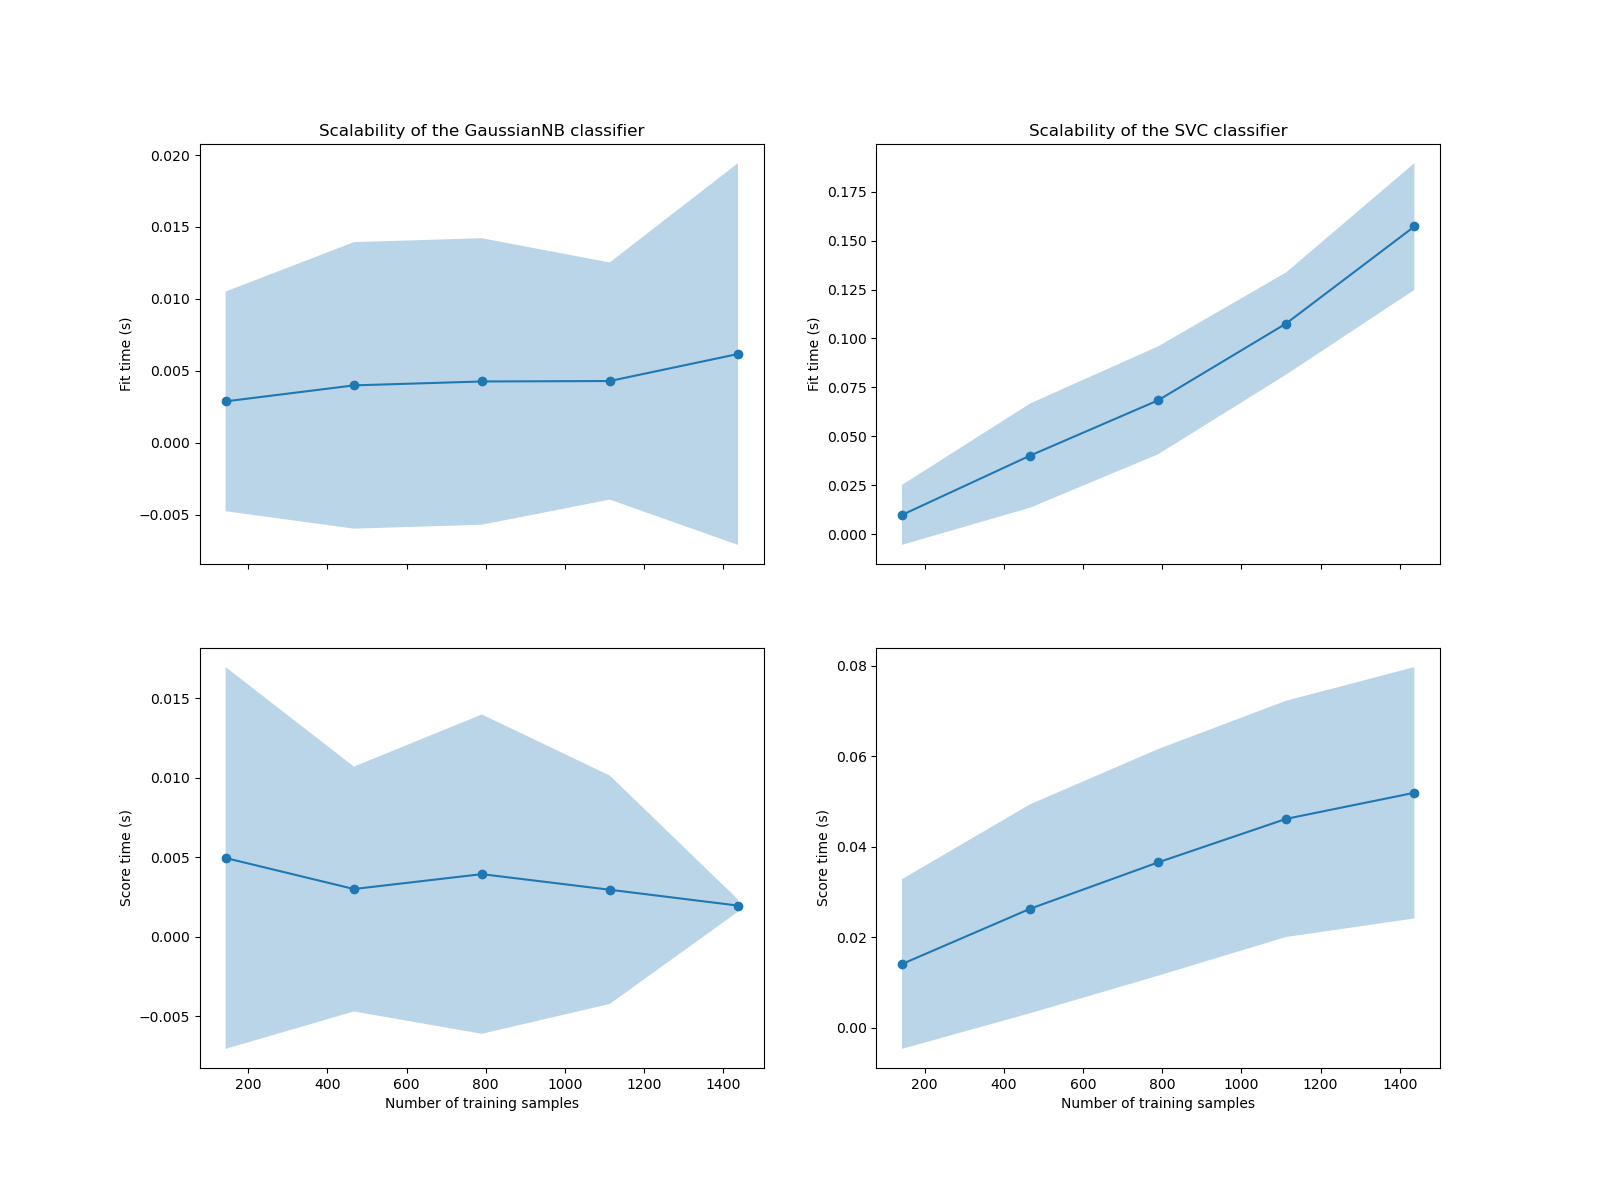 Scalability of the GaussianNB classifier
0.020
0.015
0.010
0.005
0.000
−0.005
Fit time (s)
Scalability of the SVC classifier
0.175
0.150
0.125
0.100
0.075
0.050
0.025
0.000
Fit time (s)
0.015
0.010
0.005
0.000
−0.005
Score time (s)
200 400 600 800 1000 1200 1400
Number of training samples
0.08
0.06
0.04
0.02
0.00
Score time (s)
200 400 600 800 1000 1200 1400
Number of training samples